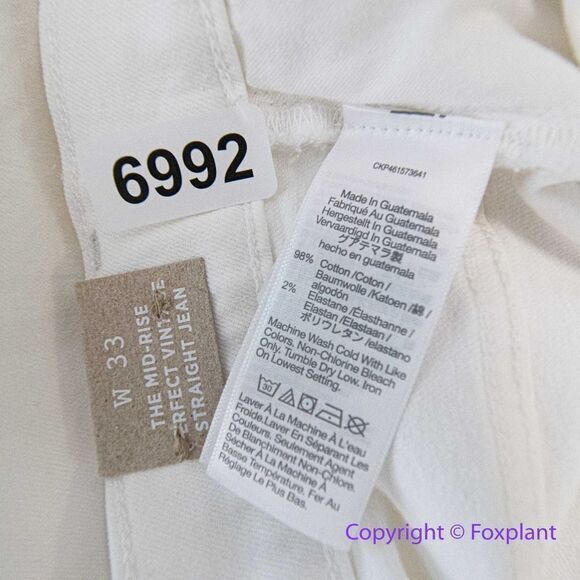 6992
W 33
THE MID-RISE
PERFECT VINTAGE
STRAIGHT JEAN
CKP461573641
Made In Guatemala
Fabriqué Au Guatemala
Hergestellt In Guatemala
Vervaardigd In Guatemala
グアテマラ製
hecho en guatemala
98% Cotton /Coton /
Baumwolle /Katoen /綿/
algodón
2% Elastane /Élasthanne /
Elastan /Elastaan/
ポリウレタン /elastano
Machine Wash Cold With Like
Colors. Non-Chlorine Bleach
Only. Tumble Dry Low. Iron
On Lowest Setting.
30
Laver À La Machine À L'eau
Froide.Laver En Séparant Les
Couleurs. Seulement Agent
De Blanchiment Non-Chloré.
Sécher À La Machine À
Basse Température. Fer Au
Réglage Le Plus Bas.
Copyright © Foxplant